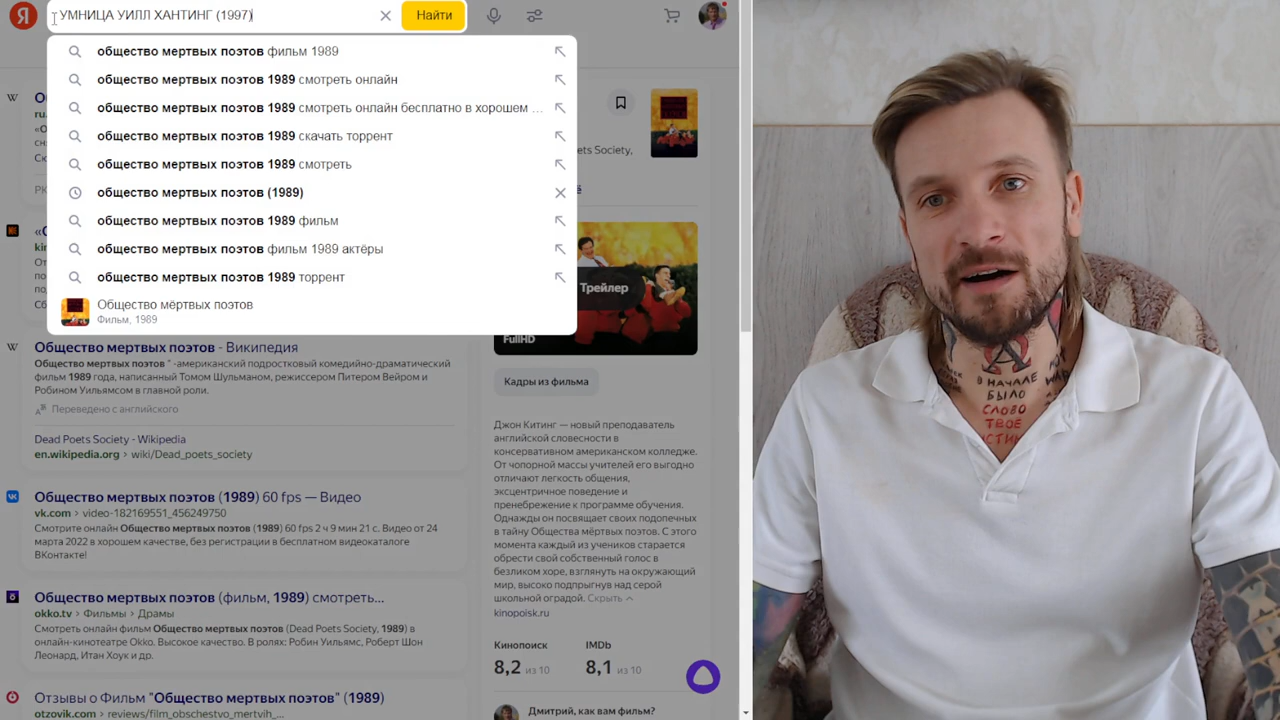 Я
УМНИЦА УИЛЛ ХАНТИНГ (1997)
Найти
общество мертвых поэтов фильм 1989
общество мертвых поэтов 1989 смотреть онлайн
общество мертвых поэтов 1989 смотреть онлайн бесплатно в хорошем ...
общество мертвых поэтов 1989 скачать торрент
общество мертвых поэтов 1989 смотреть
общество мертвых поэтов (1989)
общество мертвых поэтов 1989 фильм
общество мертвых поэтов фильм 1989 актёры
общество мертвых поэтов 1989 торрент
Общество мёртвых поэтов
Фильм, 1989
Общество мертвых поэтов - Википедия
Общество мертвых поэтов " -американский подростковый комедийно-драматический
фильм 1989 года, написанный Томом Шульманом, режиссером Питером Вейром и
Робином Уильямсом в главной роли.
Переведено с английского
Dead Poets Society - Wikipedia
en.wikipedia.org › wiki/Dead_poets_society
Общество мертвых поэтов (1989) 60 fps — Видео
vk.com › video-182169551_456249750
Смотрите онлайн Общество мертвых поэтов (1989) 60 fps 2 ч 9 мин 21 с. Видео от 24
марта 2022 в хорошем качестве, без регистрации в бесплатном видеокаталоге
ВКонтакте!
Общество мертвых поэтов (фильм, 1989) смотреть...
okko.tv › Фильмы › Драмы
Смотреть онлайн фильм Общество мертвых поэтов (Dead Poets Society, 1989) в
онлайн-кинотеатре Okko. Высокое качество. В ролях: Робин Уильямс, Роберт Шон
Леонард, Итан Хоук и др.
Отзывы о Фильм "Общество мертвых поэтов" (1989)
otzovik.com › reviews/film_obschestvo_mertvih_...
ts Society,
Трейлер
FullHD
Кадры из фильма
Джон Китинг — новый преподаватель
английской словесности в
консервативном американском колледже.
От чопорной массы учителей его выгодно
отличают легкость общения,
эксцентричное поведение и
пренебрежение к программе обучения.
Однажды он посвящает своих подопечных
в тайну Общества мёртвых поэтов. С этого
момента каждый из учеников старается
обрести свой собственный голос в
безликом хоре, взглянуть на окружающий
мир, высоко подпрыгнув над серой
школьной оградой. Скрыть
kinopoisk.ru
Кинопоиск
IMDb
8,2 из 10
8,1 из 10
Дмитрий, как вам фильм?
В НАЧАЛЕ
БЫЛО
СЛОВО
ТВОЕ